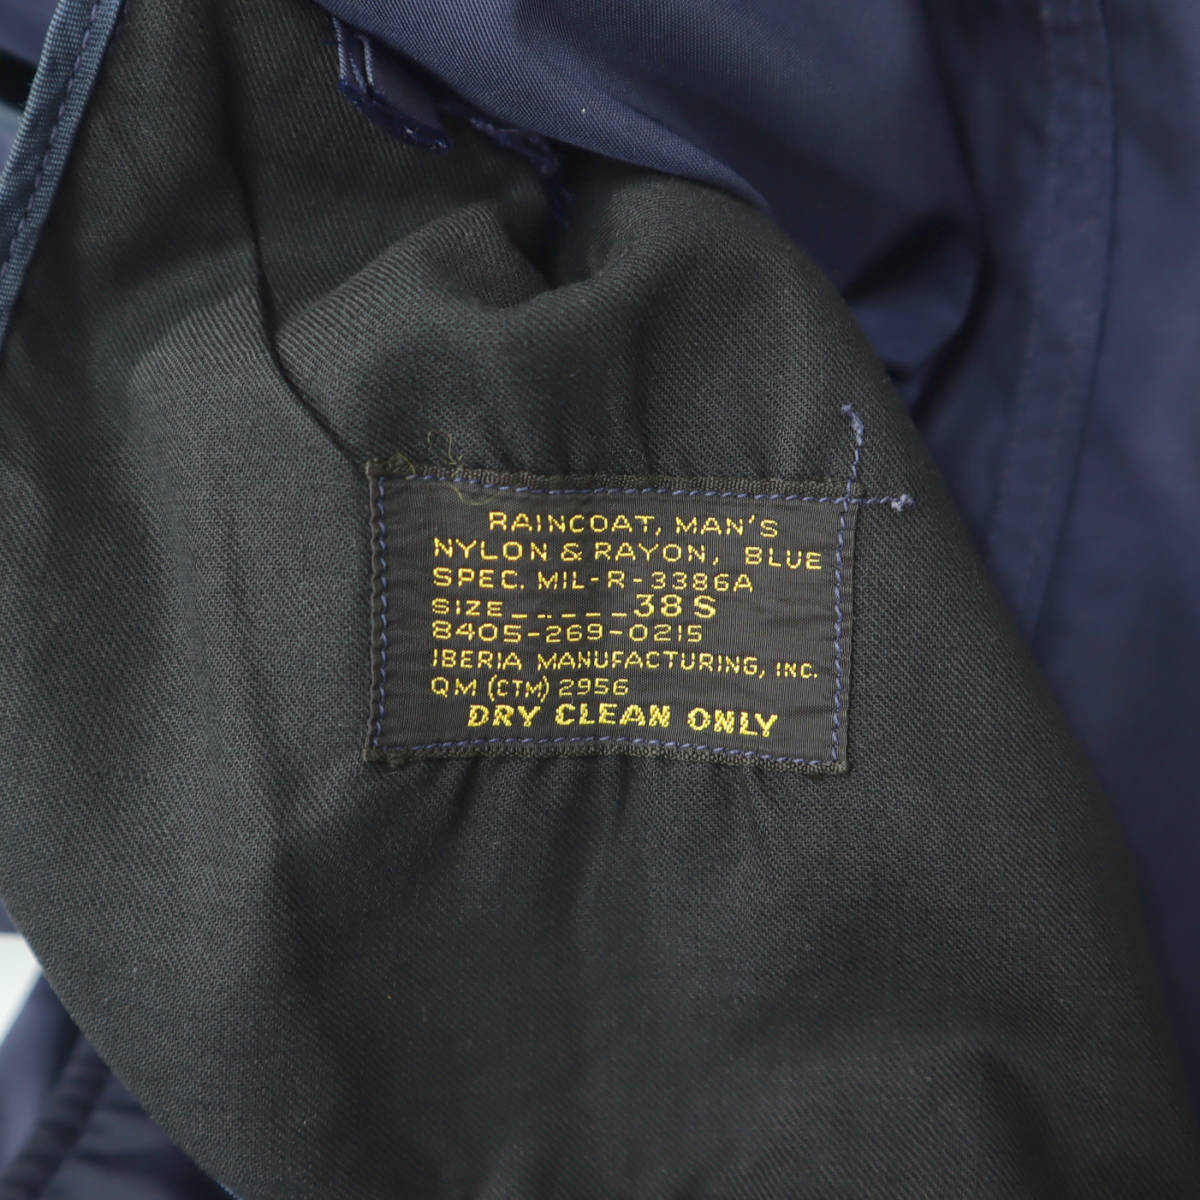 RAINCOAT, MAN'S
NYLON & RAYON, BLUE
SPEC. MIL-R-3386A
SIZE_____38S
8405-269-0215
IBERIA MANUFACTURING, INC.
QM (CTM) 2956
DRY CLEAN ONLY